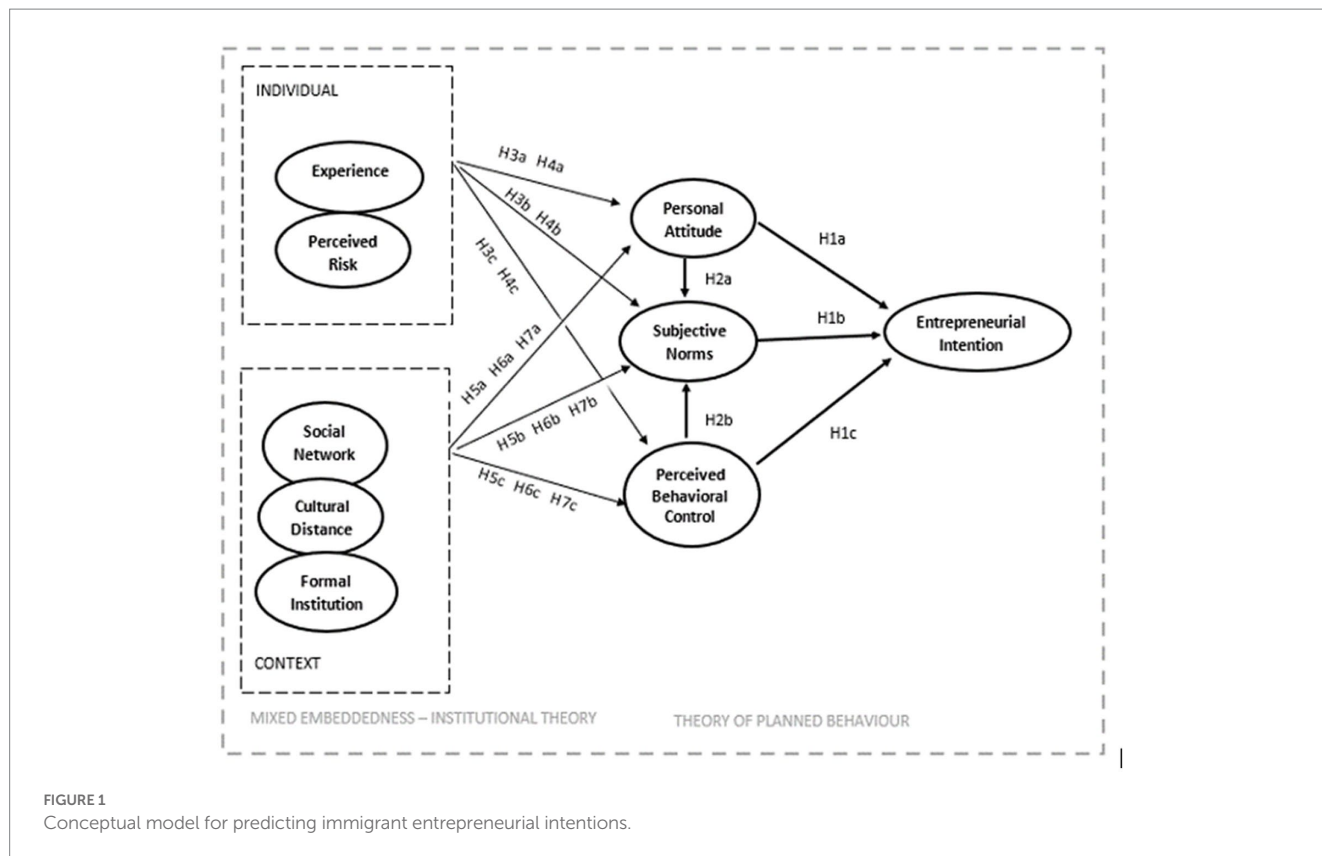 INDIVIDUAL
Experience
Perceived
Risk
H3a H4a
H3b H4b
H3c H4c
Personal
Attitude
H1a
H2a
Subjective
Norms
H1b
Entrepreneurial
Intention
H5a H6a H7a
H5b H6b H7b
H5c H6c H7c
H2b
H1c
Perceived
Behavioral
Control
Social
Network
Cultural
Distance
Formal
Institution
CONTEXT
MIXED EMBEDDEDNESS – INSTITUTIONAL THEORY
THEORY OF PLANNED BEHAVIOUR
FIGURE 1
Conceptual model for predicting immigrant entrepreneurial intentions.